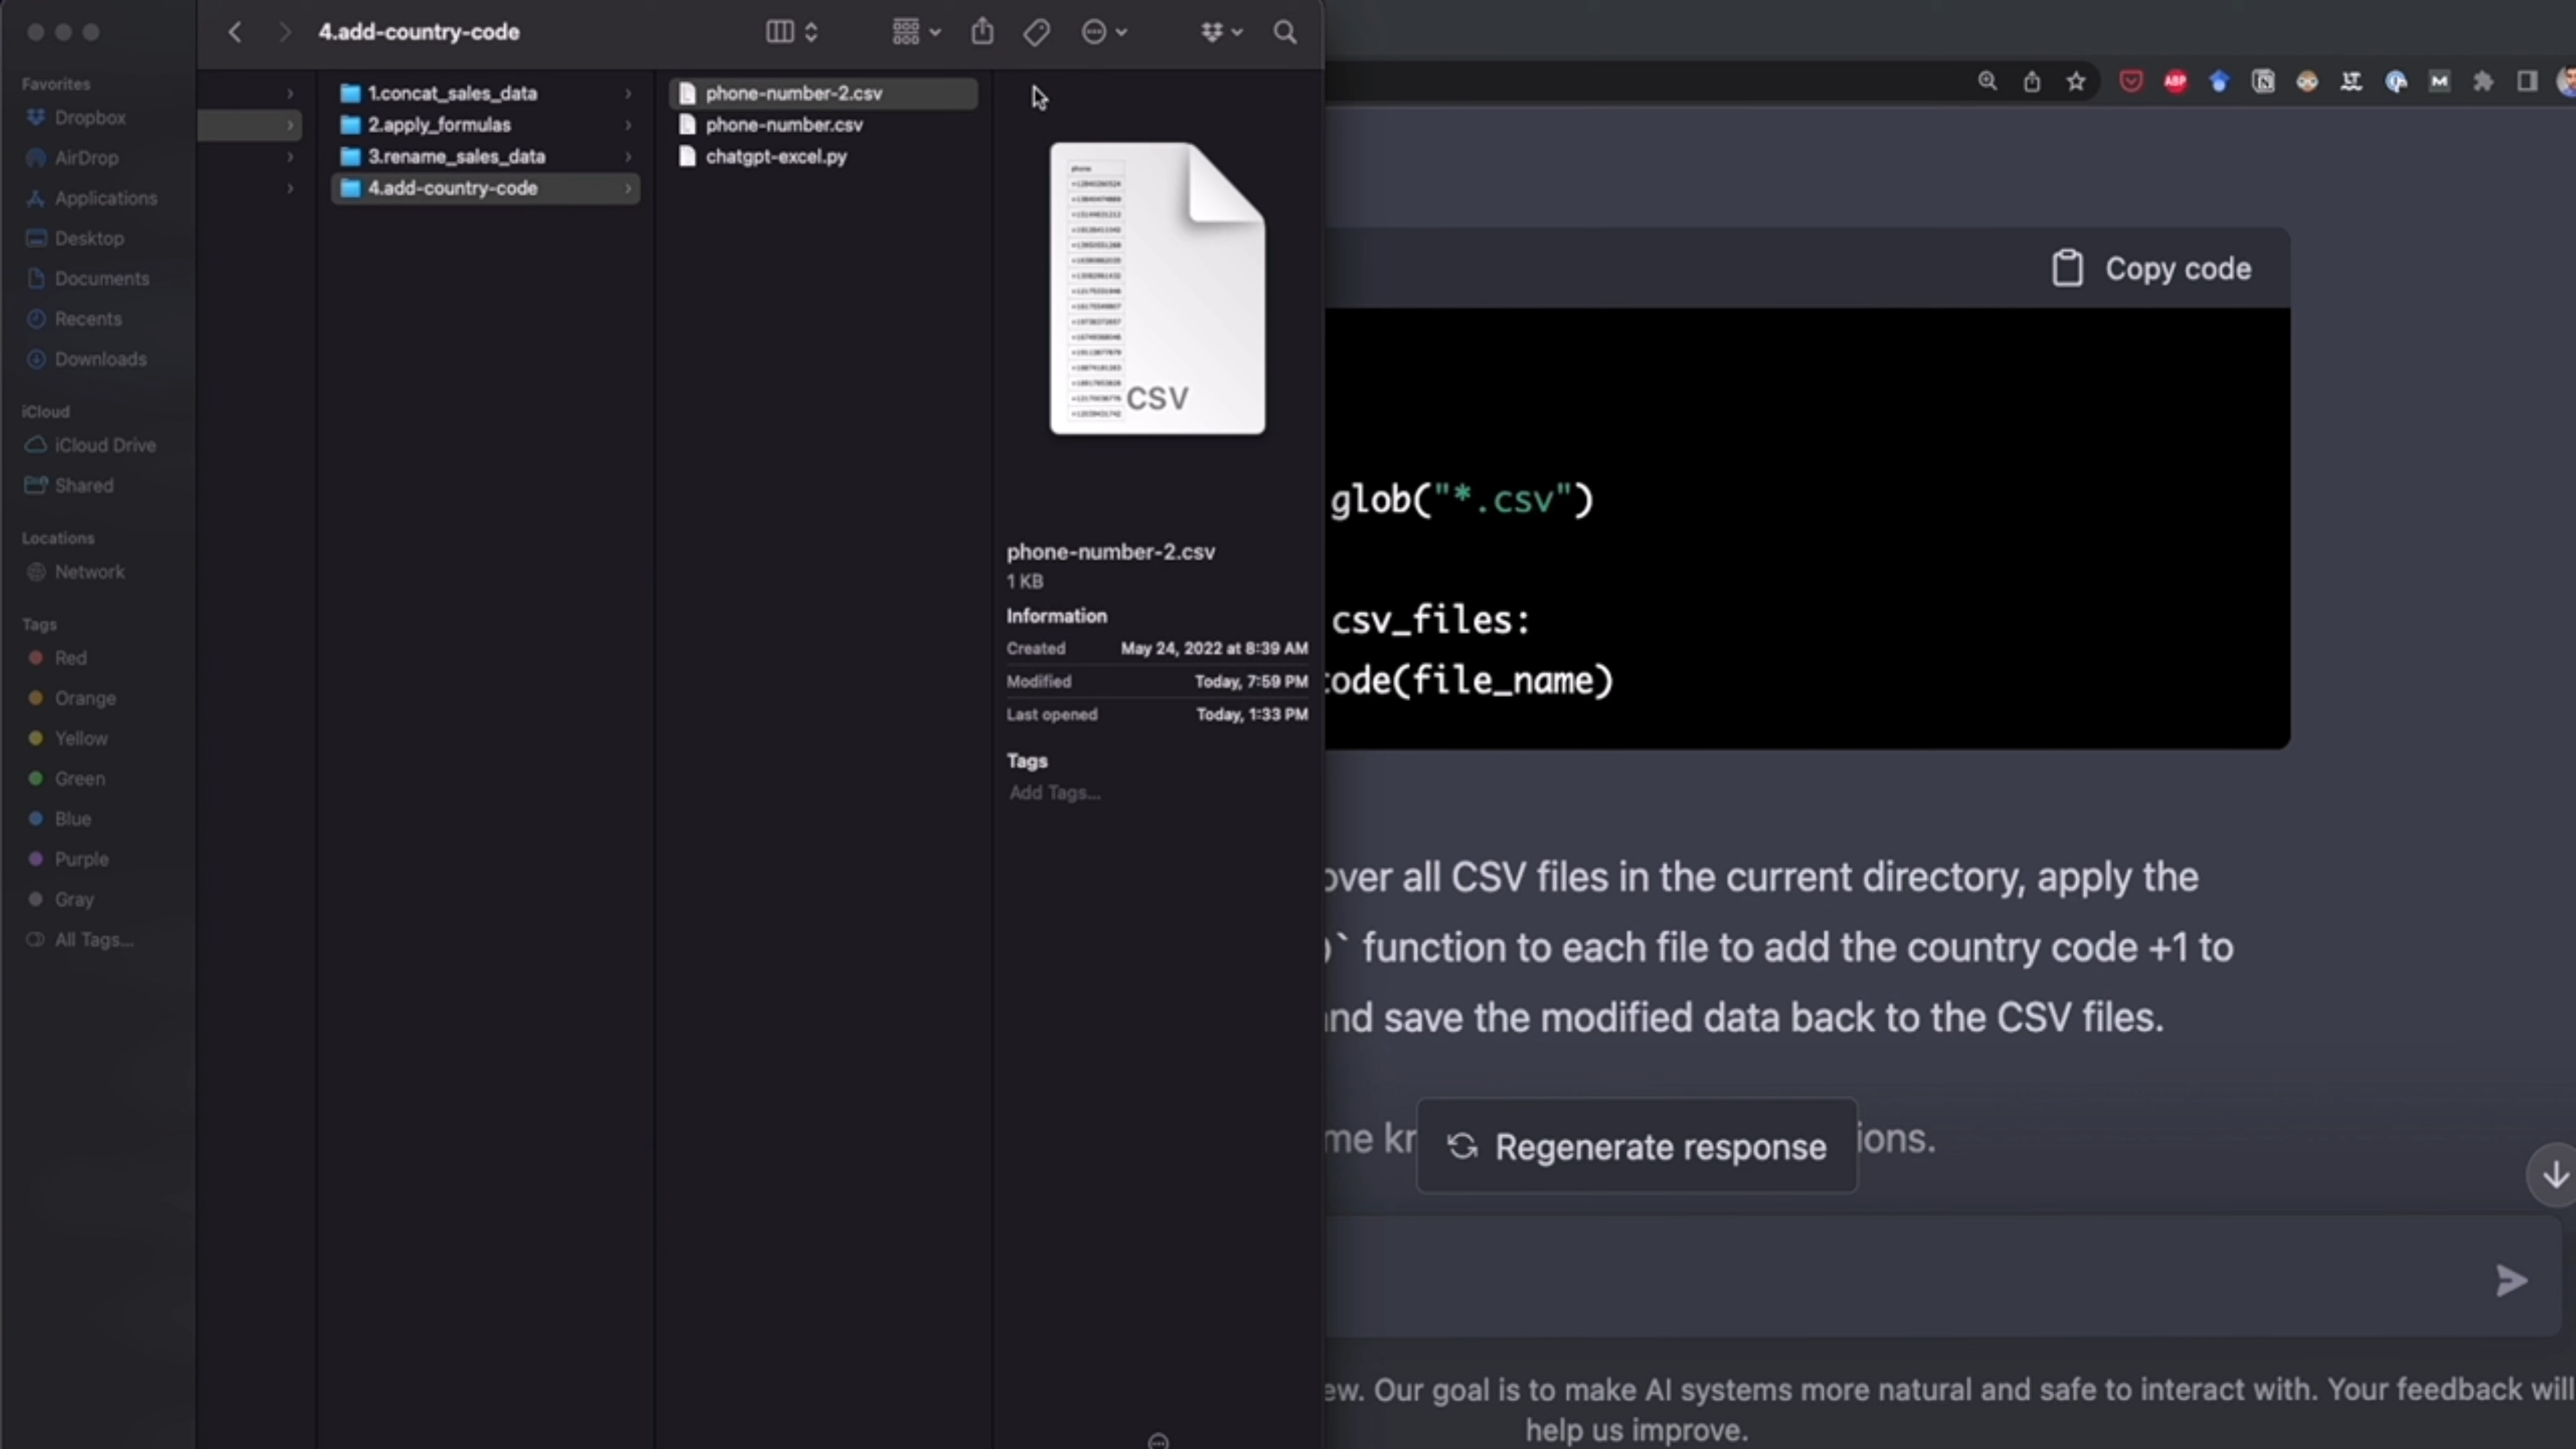 4.add-country-code
Favorites
Dropbox
AirDrop
Applications
Desktop
Documents
Recents
Downloads
iCloud
iCloud Drive
Shared
Locations
Network
Tags
Red
Orange
Yellow
Green
Blue
Purple
Gray
All Tags...
1.concat_sales_data
2.apply_formulas
3.rename_sales_data
4.add-country-code
phone-number-2.csv
phone-number.csv
chatgpt-excel.py
phone
CSV
phone-number-2.csv
1 KB
Information
Created May 24, 2022 at 8:39 AM
Modified Today, 7:59 PM
Last opened Today, 1:33 PM
Tags
Add Tags...
ABP
M
Copy code
glob("*.csv")
csv_files:
code(file_name)
over all CSV files in the current directory, apply the
)` function to each file to add the country code +1 to
and save the modified data back to the CSV files.
me kr
Regenerate response
ions.
ew. Our goal is to make AI systems more natural and safe to interact with. Your feedback will
help us improve.